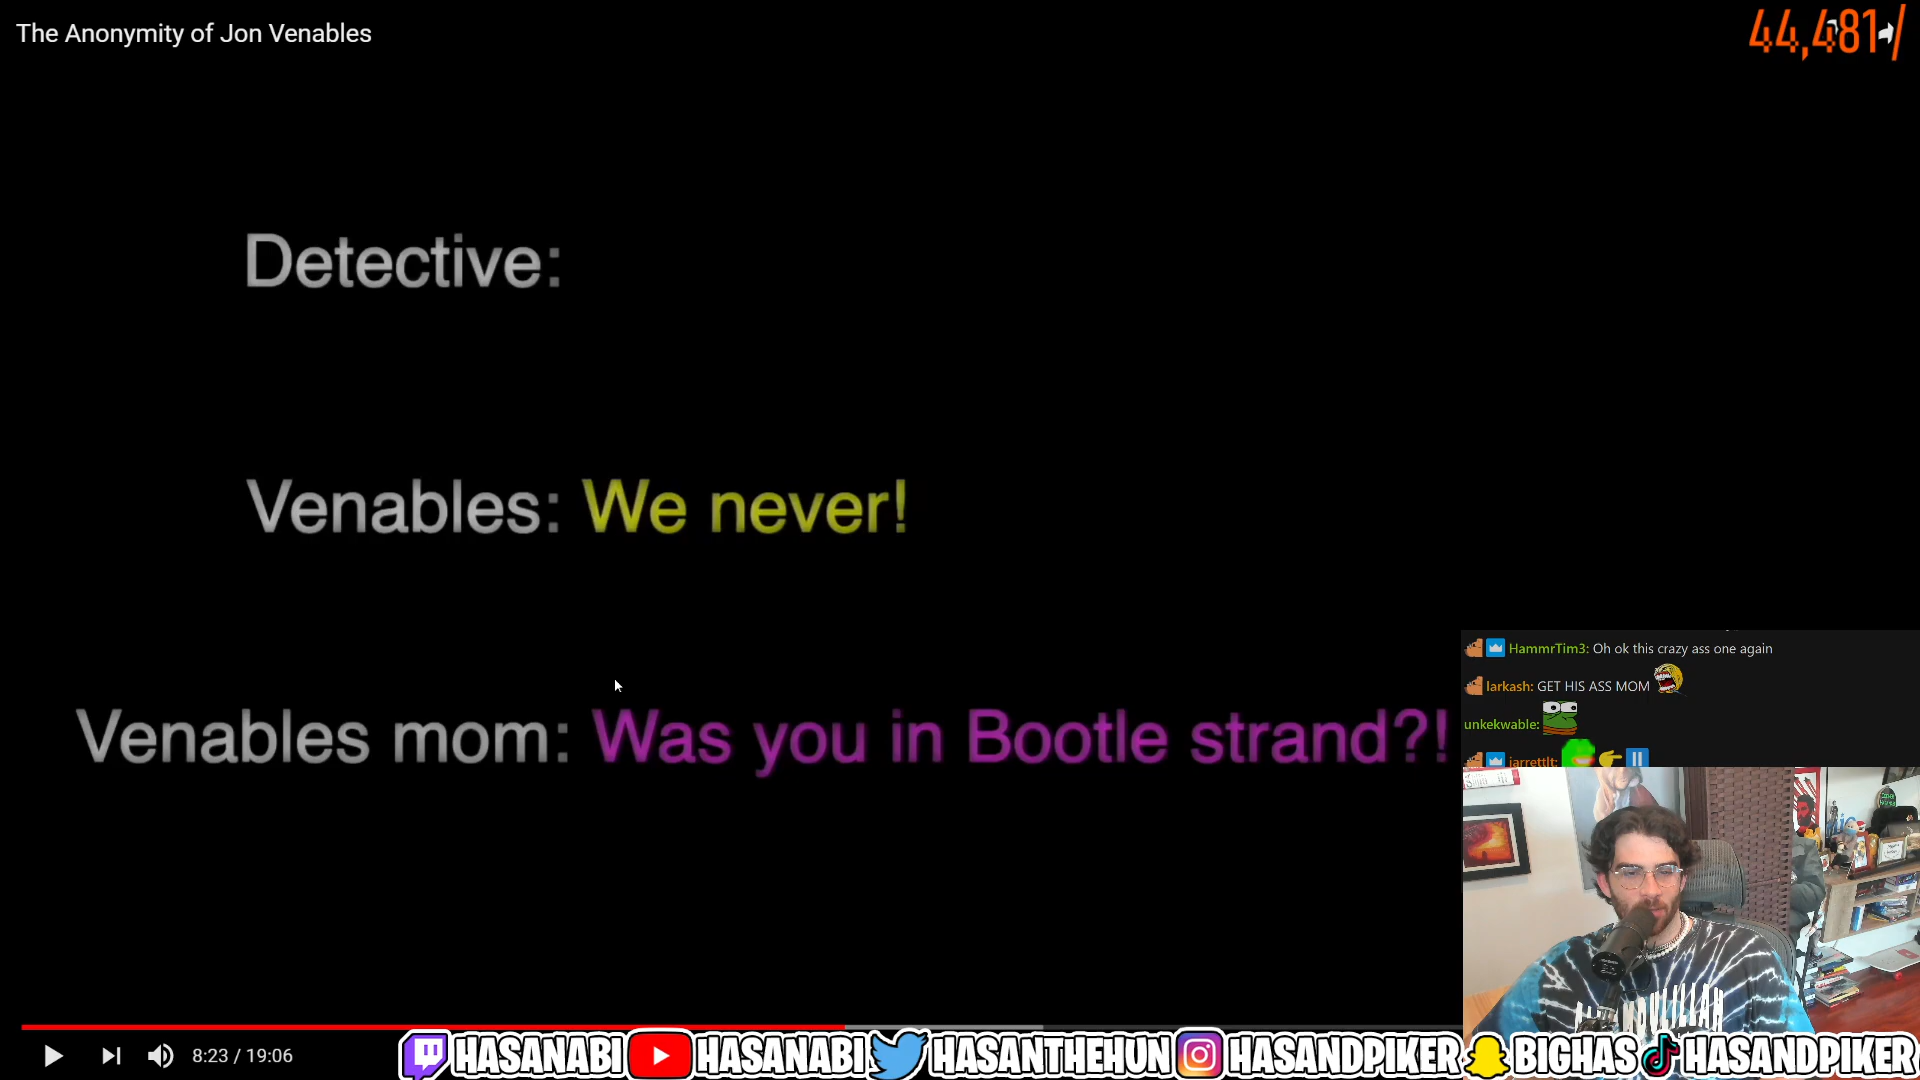 The Anonymity of Jon Venables
44,481
Detective:
Venables: We never!
Venables mom: Was you in Bootle strand?!
HammrTim3: Oh ok this crazy ass one again
larkash: GET HIS ASS MOM
unkekwable:
jarrettlt:
8:23 / 19:06
HASANABI HASANABI HASANTHEHUN HASANDPIKER BIGHAS HASANDPIKER